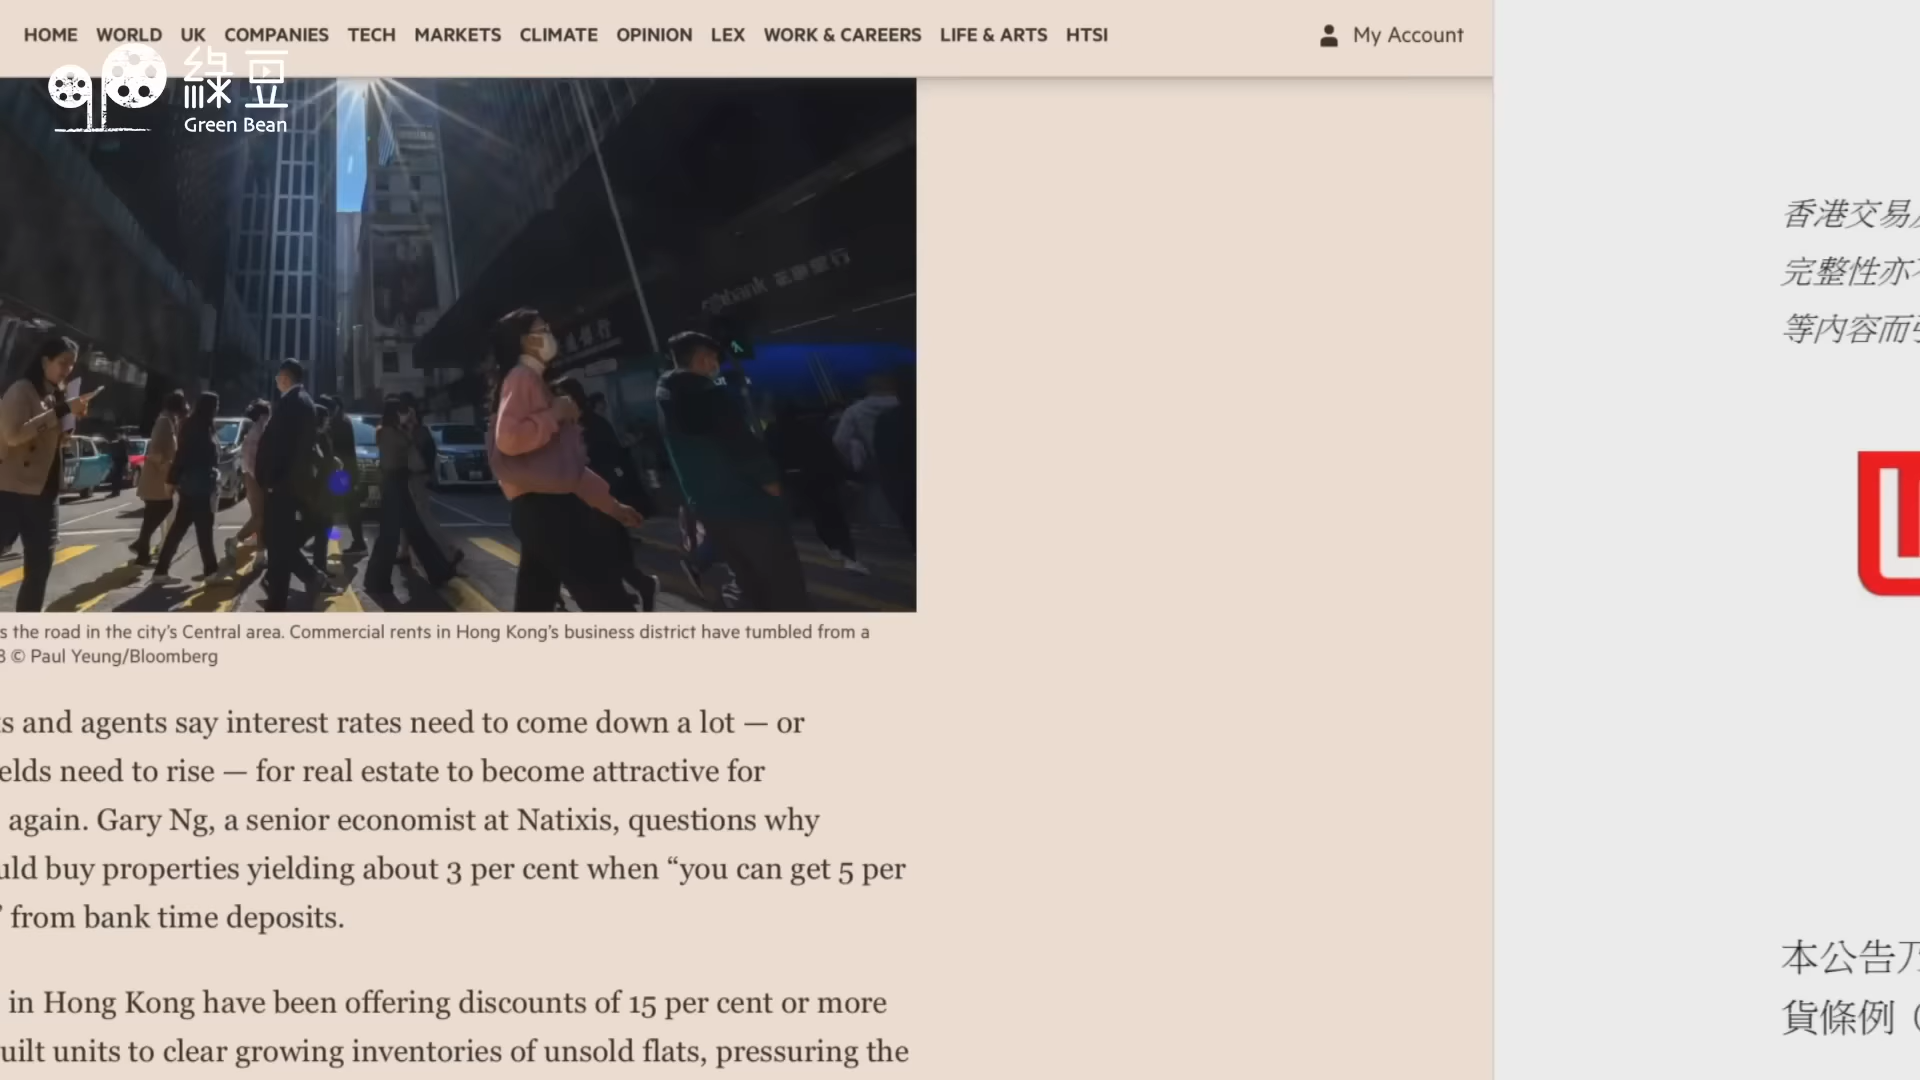 HOME WORLD UK COMPANIES TECH MARKETS CLIMATE OPINION LEX WORK & CAREERS LIFE & ARTS HTSI
My Account
綠豆
Green Bean
s the road in the city's Central area. Commercial rents in Hong Kong's business district have tumbled from a
3 © Paul Yeung/Bloomberg
s and agents say interest rates need to come down a lot — or
elds need to rise — for real estate to become attractive for
again. Gary Ng, a senior economist at Natixis, questions why
uld buy properties yielding about 3 per cent when “you can get 5 per
” from bank time deposits.
in Hong Kong have been offering discounts of 15 per cent or more
uilt units to clear growing inventories of unsold flats, pressuring the
香港交易
完整性亦
等內容而
本公告乃
貨條例（